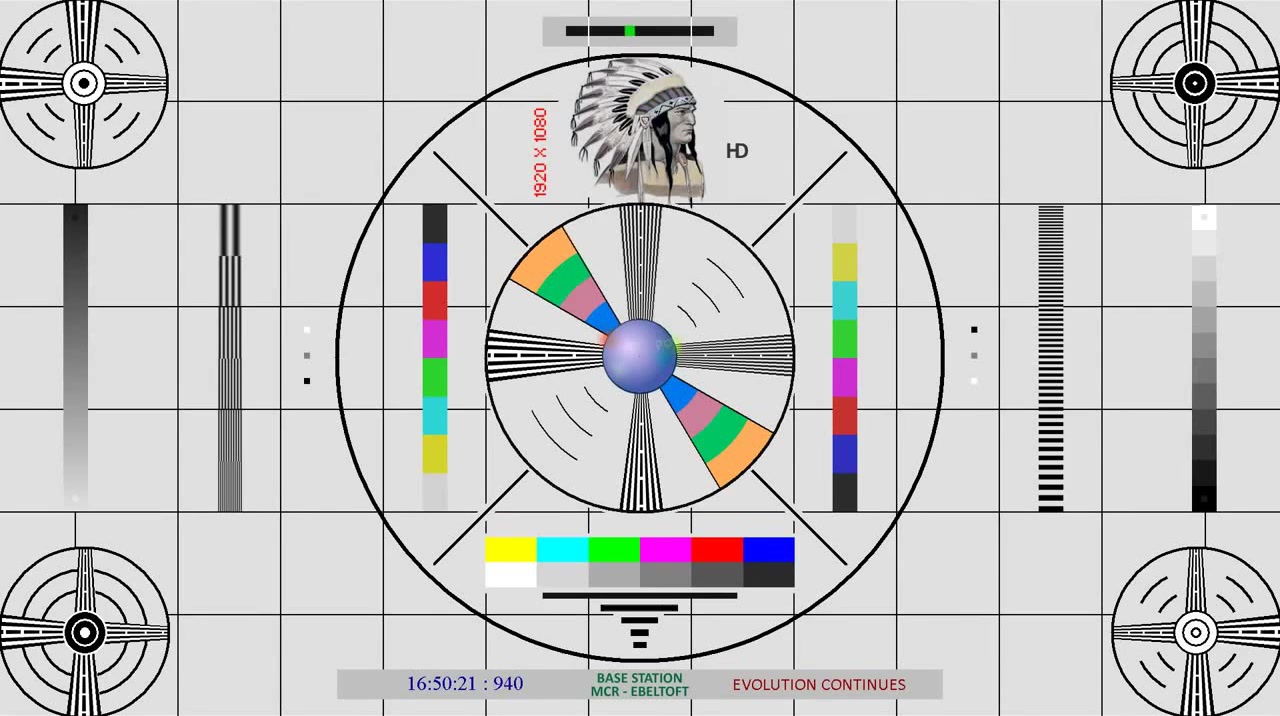 1920 X 1080
HD
16:50:21 : 940
BASE STATION
MCR - EBELTOFT
EVOLUTION CONTINUES